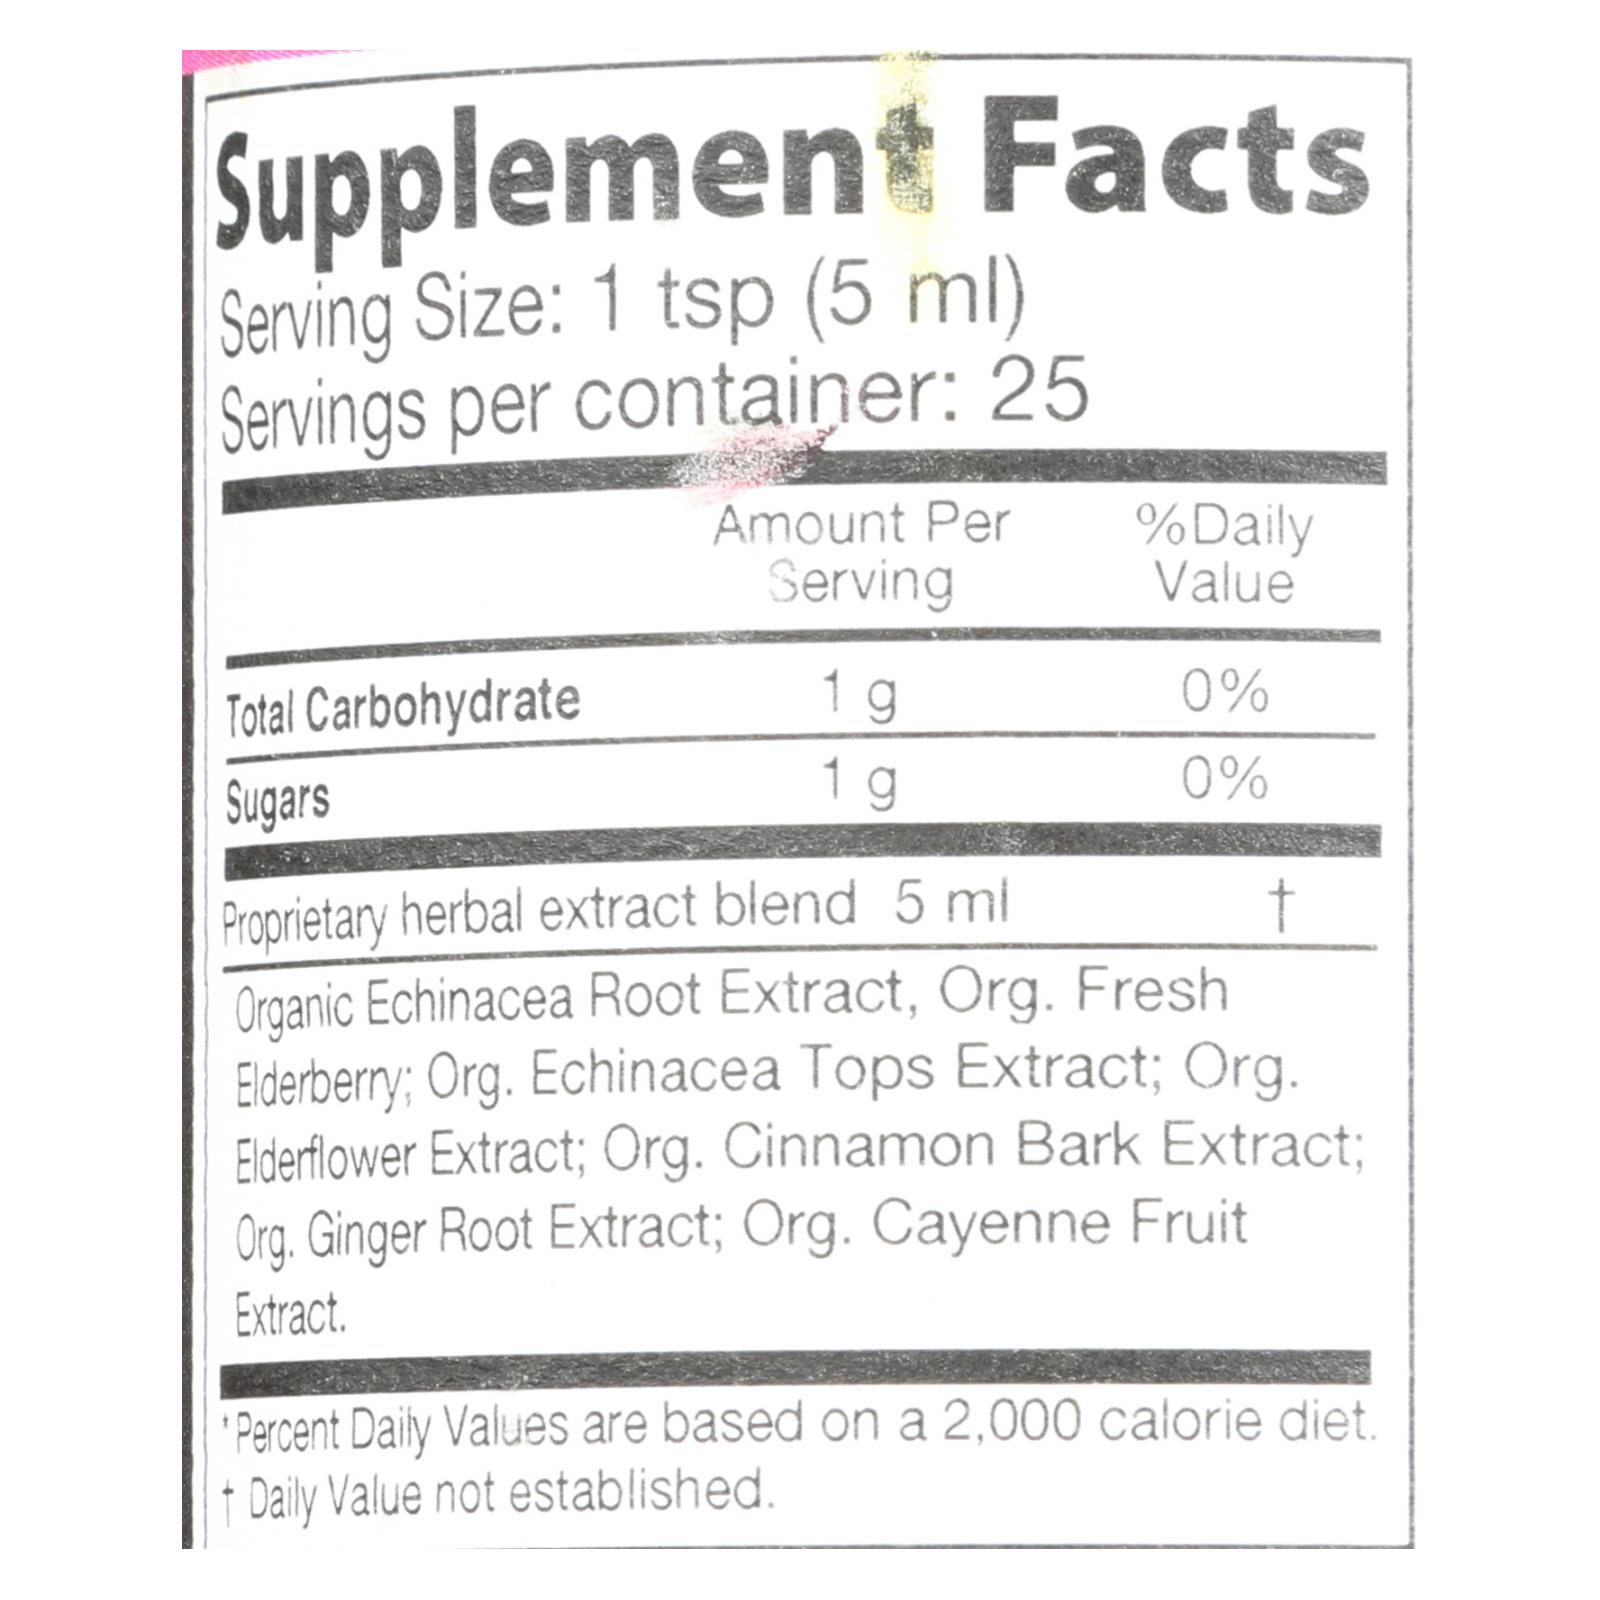 Supplement Facts
Serving Size: 1 tsp (5 ml)
Servings per container: 25
Amount Per %Daily
Serving Value
Total Carbohydrate 1 g 0%
Sugars 1 g 0%
Proprietary herbal extract blend 5 ml †
Organic Echinacea Root Extract, Org. Fresh
Elderberry; Org. Echinacea Tops Extract; Org.
Elderflower Extract; Org. Cinnamon Bark Extract;
Org. Ginger Root Extract; Org. Cayenne Fruit
Extract.
*Percent Daily Values are based on a 2,000 calorie diet.
† Daily Value not established.